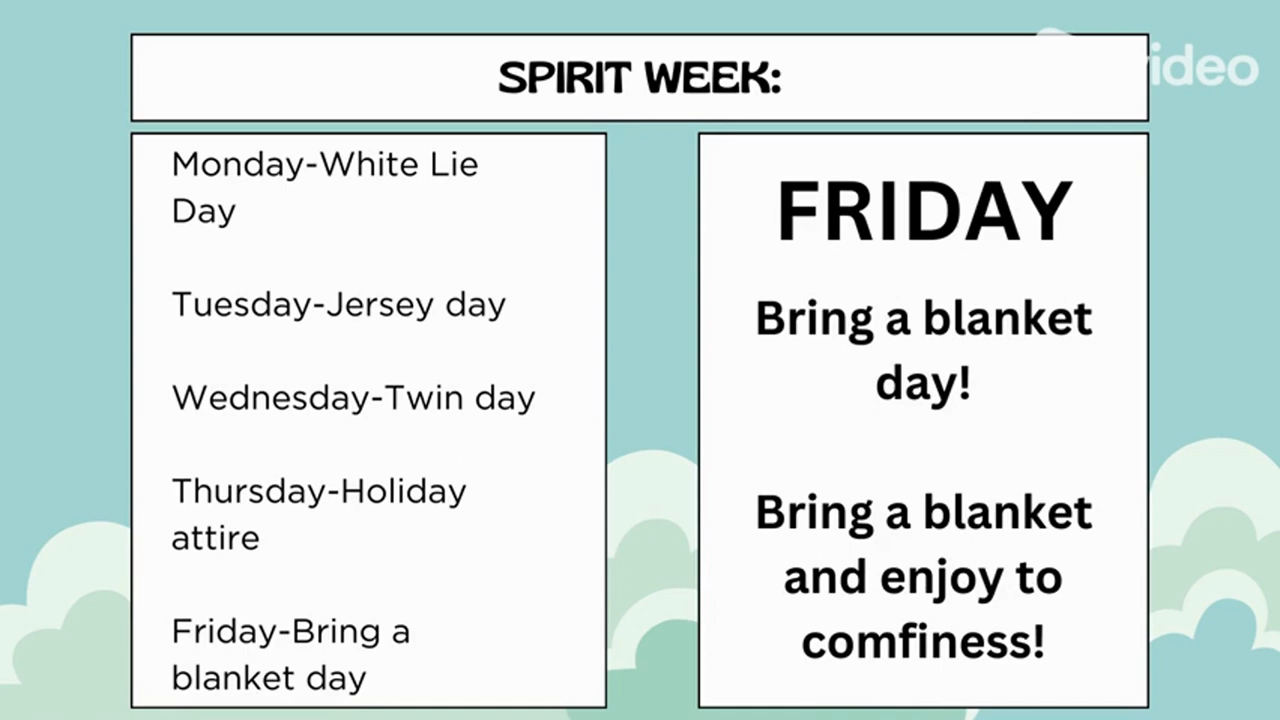 SPIRIT WEEK:
Monday-White Lie
Day
Tuesday-Jersey day
Wednesday-Twin day
Thursday-Holiday
attire
Friday-Bring a
blanket day
FRIDAY
Bring a blanket
day!
Bring a blanket
and enjoy to
comfiness!